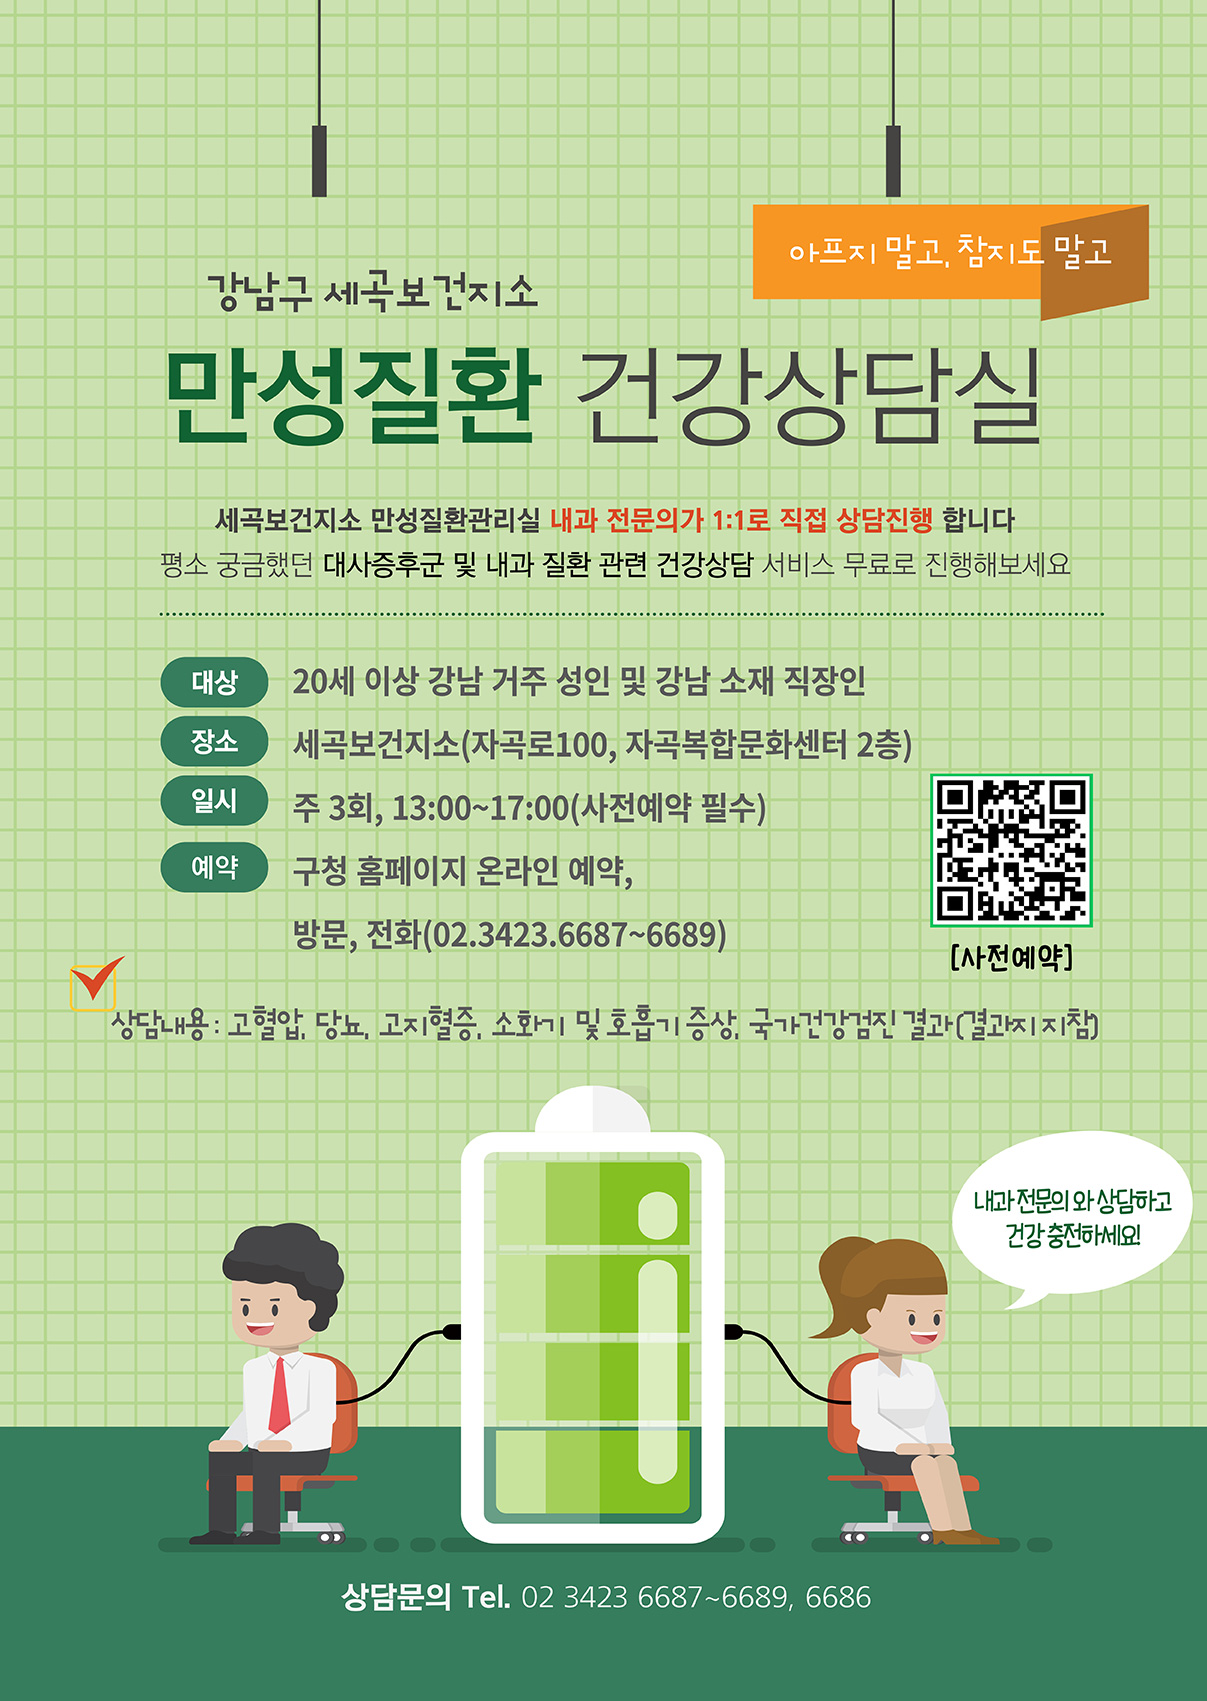 아프지 말고, 참지도 말고
강남구 세곡보건지소
만성질환 건강상담실
세곡보건지소 만성질환관리실 내과 전문의가 1:1로 직접 상담진행 합니다
평소 궁금했던 대사증후군 및 내과 질환 관련 건강상담 서비스 무료로 진행해보세요
대상 20세 이상 강남 거주 성인 및 강남 소재 직장인
장소 세곡보건지소(자곡로100, 자곡복합문화센터 2층)
일시 주 3회, 13:00~17:00(사전예약 필수)
예약 구청 홈페이지 온라인 예약,
방문, 전화(02.3423.6687~6689)
[사전예약]
상담내용 : 고혈압, 당뇨, 고지혈증, 소화기 및 호흡기 증상, 국가건강검진 결과(결과지 지참)
내과 전문의 와 상담하고
건강 충전하세요!
상담문의 Tel. 02 3423 6687~6689, 6686